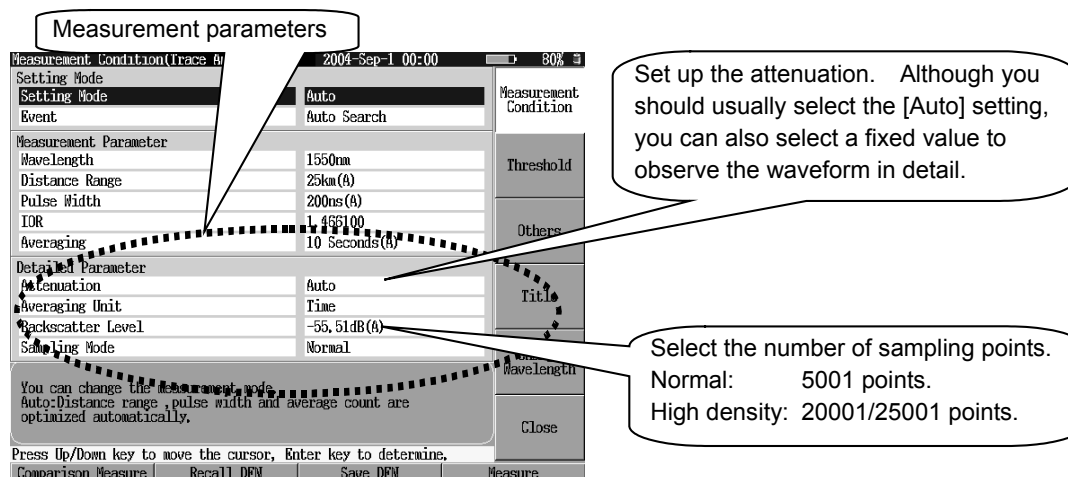 Measurement parameters
Measurement Condition(Trace A 2004-Sep-1 00:00 80%
Setting Mode
Setting Mode Auto
Event Auto Search
Measurement Parameter
Wavelength 1550nm
Distance Range 25km(A)
Pulse Width 200ns(A)
IOR 1.466100
Averaging 10 Seconds(A)
Detailed Parameter
Attenuation Auto
Averaging Unit Time
Backscatter Level -55.51dB(A)
Sampling Mode Normal
You can change the measurement mode
Auto:Distance range ,pulse width and average count are
optimized automatically.
Press Up/Down key to move the cursor, Enter key to determine.
Comparison Measure Recall DFN Save DFN Measure
Measurement
Condition
Threshold
Others
Title
Wavelength
Close
Set up the attenuation. Although you
should usually select the [Auto] setting,
you can also select a fixed value to
observe the waveform in detail.
Select the number of sampling points.
Normal: 5001 points.
High density: 20001/25001 points.